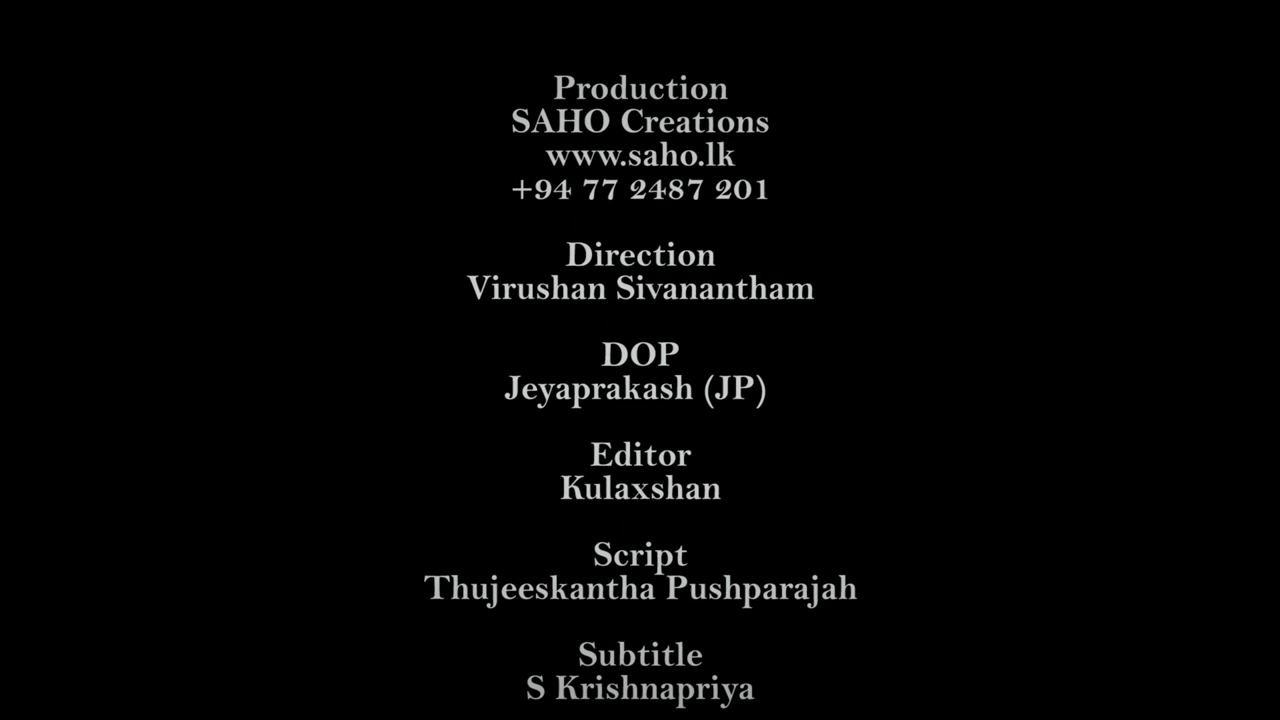 Production
SAHO Creations
www.saho.lk
+94 77 2487 201
Direction
Virushan Sivanantham
DOP
Jeyaprakash (JP)
Editor
Kulaxshan
Script
Thujeeskantha Pushparajah
Subtitle
S Krishnapriya